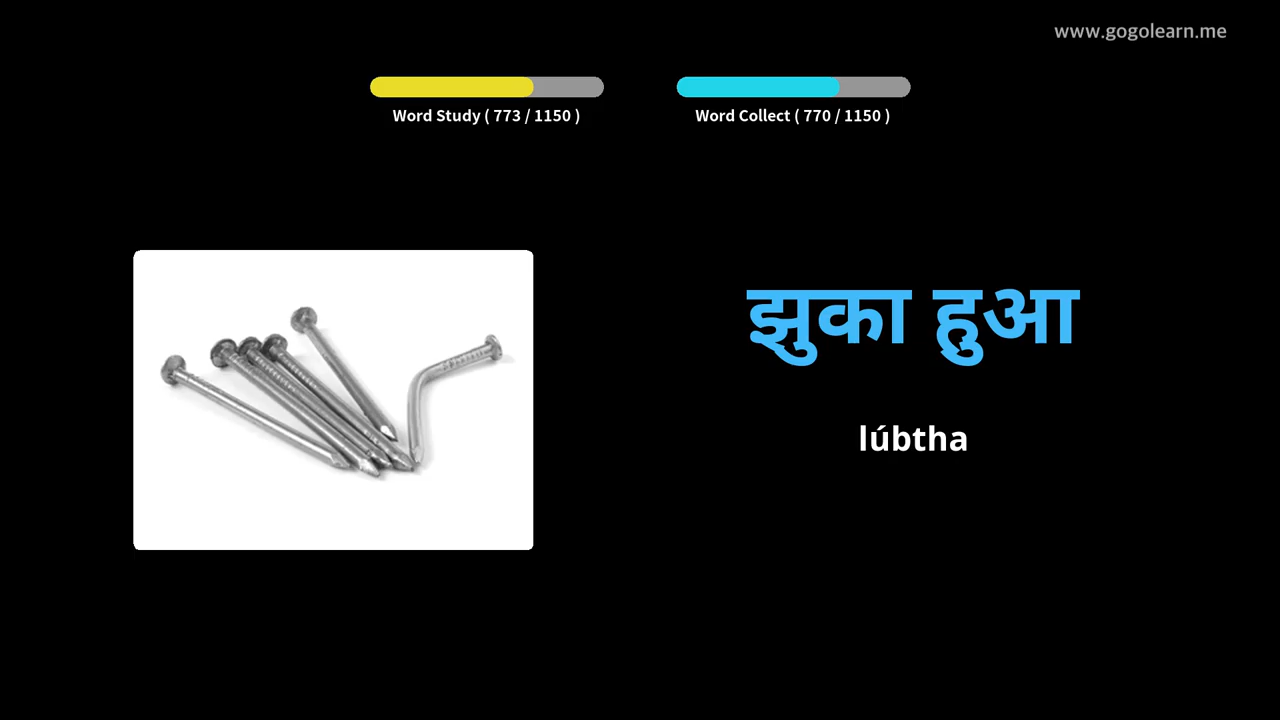 www.gogolearn.me
Word Study ( 773 / 1150 )
Word Collect ( 770 / 1150 )
झुका हुआ
lúbtha